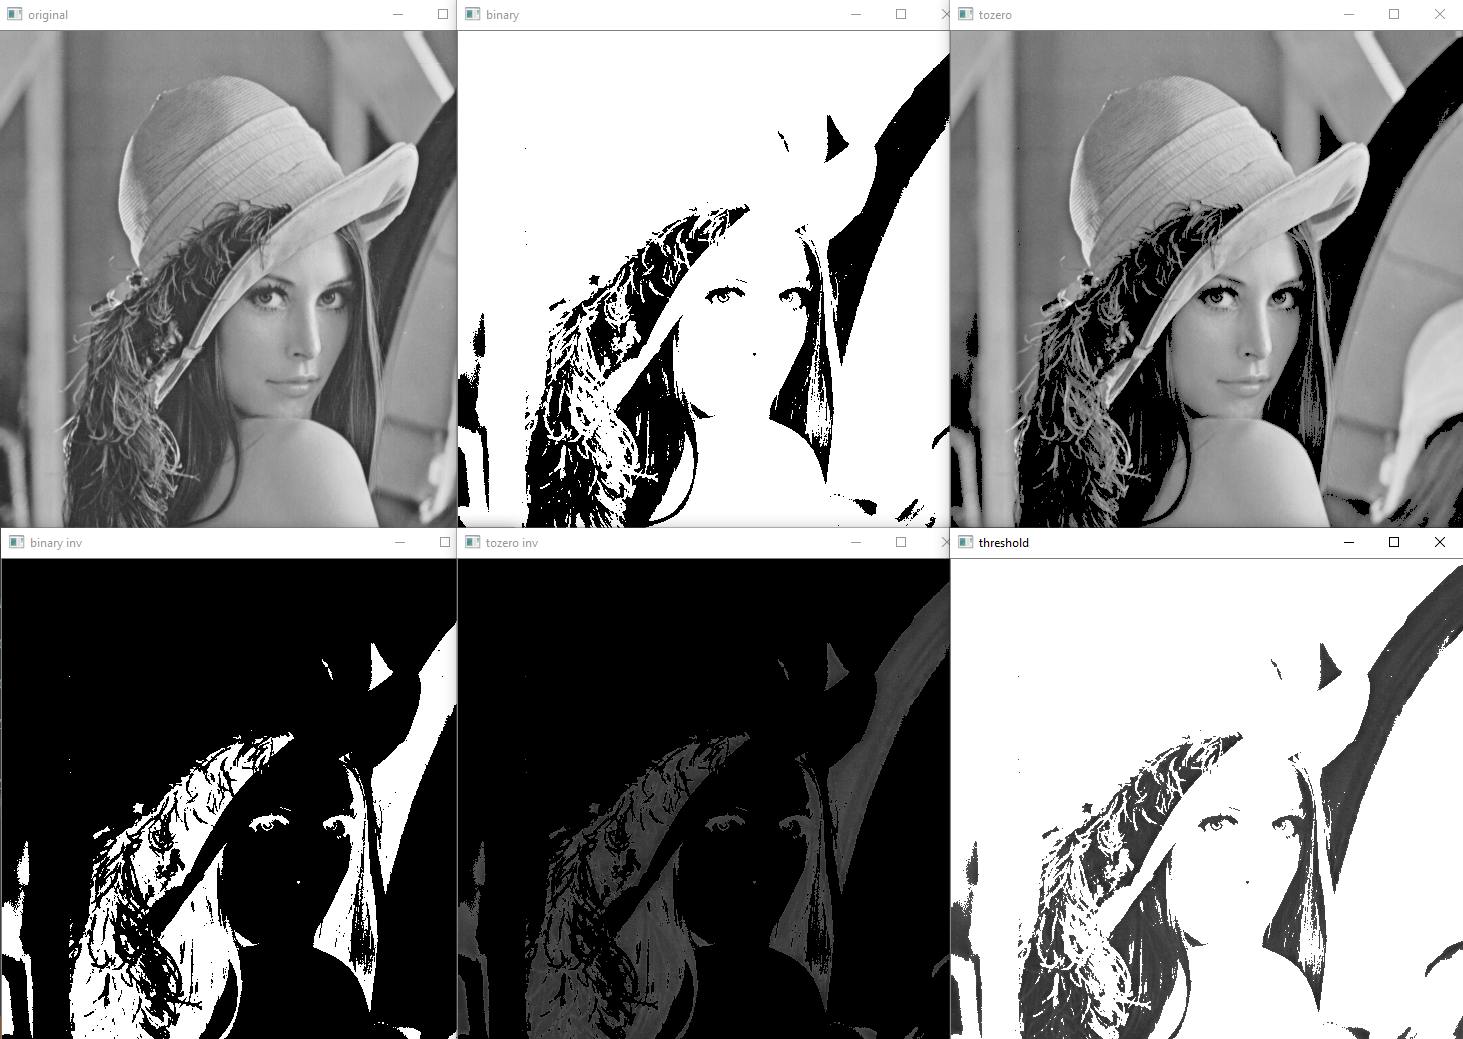 original
binary
tozero
binary inv
tozero inv
threshold